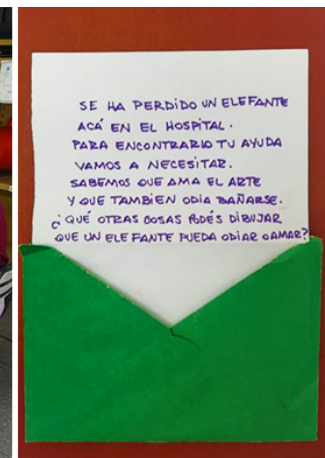 SE HA PERDIDO UN ELEFANTE
ACÁ EN EL HOSPITAL.
PARA ENCONTRARLO TU AYUDA
VAMOS A NECESITAR.
SABEMOS QUE AMA EL ARTE
Y QUE TAMBIEN ODIA BAÑARSE.
¿QUÉ OTRAS COSAS PODÉS DIBUJAR
QUE UN ELEFANTE PUEDA ODIAR O AMAR?